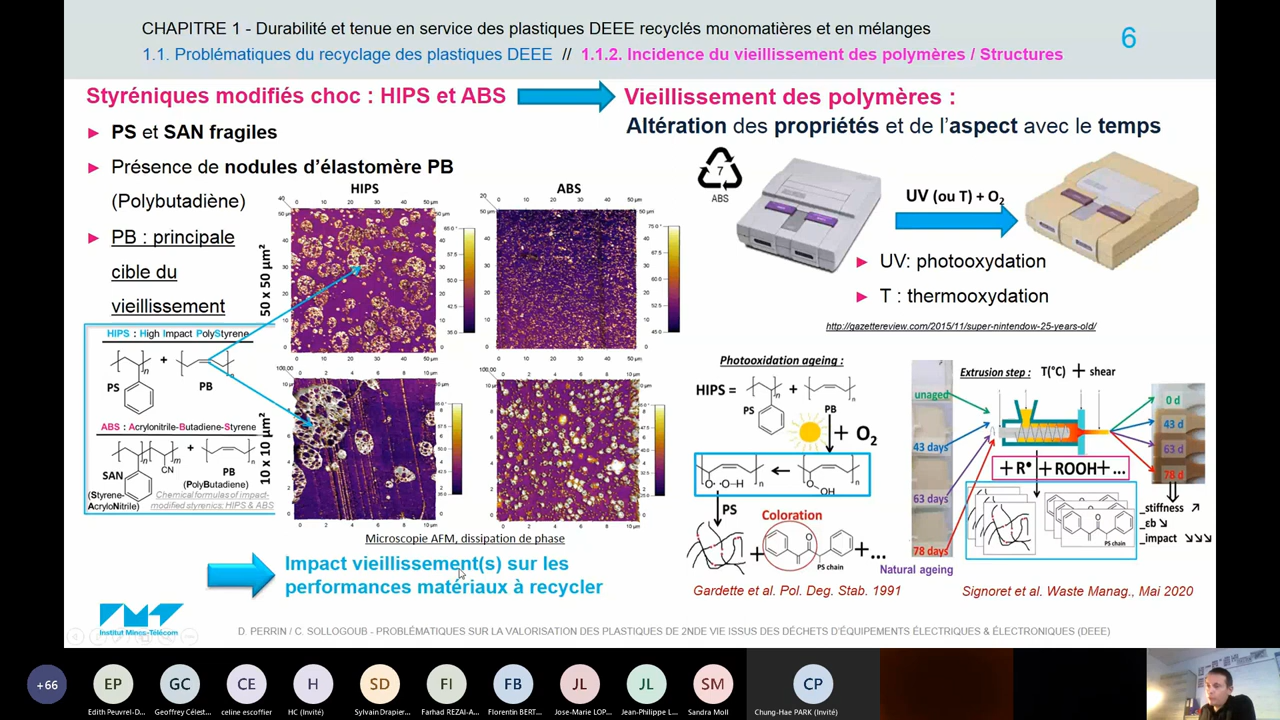 CHAPITRE 1 - Durabilité et tenue en service des plastiques DEEE recyclés monomatières et en mélanges
1.1. Problématiques du recyclage des plastiques DEEE // 1.1.2. Incidence du vieillissement des polymères / Structures
6
Styréniques modifiés choc : HIPS et ABS
PS et SAN fragiles
Présence de nodules d'élastomère PB
(Polybutadiène)
PB : principale
cible du
vieillissement
HIPS
ABS
50 x 50 µm²
10 x 10 µm²
HIPS : High Impact PolyStyrene
PS
+
PB
ABS : Acrylonitrile-Butadiene-Styrene
SAN
CN
+
PB
(Styrene-
AcryloNitrile)
(PolyButadiene)
Chemical formulas of impact-
modified styrenics: HIPS & ABS
Microscopie AFM, dissipation de phase
Impact vieillissement(s) sur les
performances matériaux à recycler
Vieillissement des polymères :
Altération des propriétés et de l'aspect avec le temps
7
ABS
UV (ou T) + O2
UV: photooxydation
T : thermooxydation
http://gazettereview.com/2015/11/super-nintendow-25-years-old/
Photooxidation ageing :
HIPS =
+
PS
PB
+ O2
O· O-H
O
OH
PS
Coloration
+
PS chain
+...
Gardette et al. Pol. Deg. Stab. 1991
unaged
43 days
63 days
78 days
Natural ageing
Extrusion step : T(°C) + shear
0 d
43 d
63 d
78 d
+ R• + ROOH+ ...
PS chain
_stiffness ↗
_εb ↘
_impact ↘↘↘
Signoret et al. Waste Manag., Mai 2020
Institut Mines-Télécom
D. PERRIN / C. SOLLOGOUB - PROBLÉMATIQUES SUR LA VALORISATION DES PLASTIQUES DE 2NDE VIE ISSUS DES DÉCHETS D'ÉQUIPEMENTS ÉLECTRIQUES & ÉLECTRONIQUES (DEEE)
+66
EP
GC
CE
H
SD
FI
FB
JL
JL
SM
CP
Edith Peuvrel-D...
Geoffrey Célest...
celine escoffier
HC (Invité)
Sylvain Drapier...
Farhad REZAI-A...
Florentin BERT...
Jose-Marie LOP...
Jean-Philippe L...
Sandra Moll
Chung-Hae PARK (Invité)